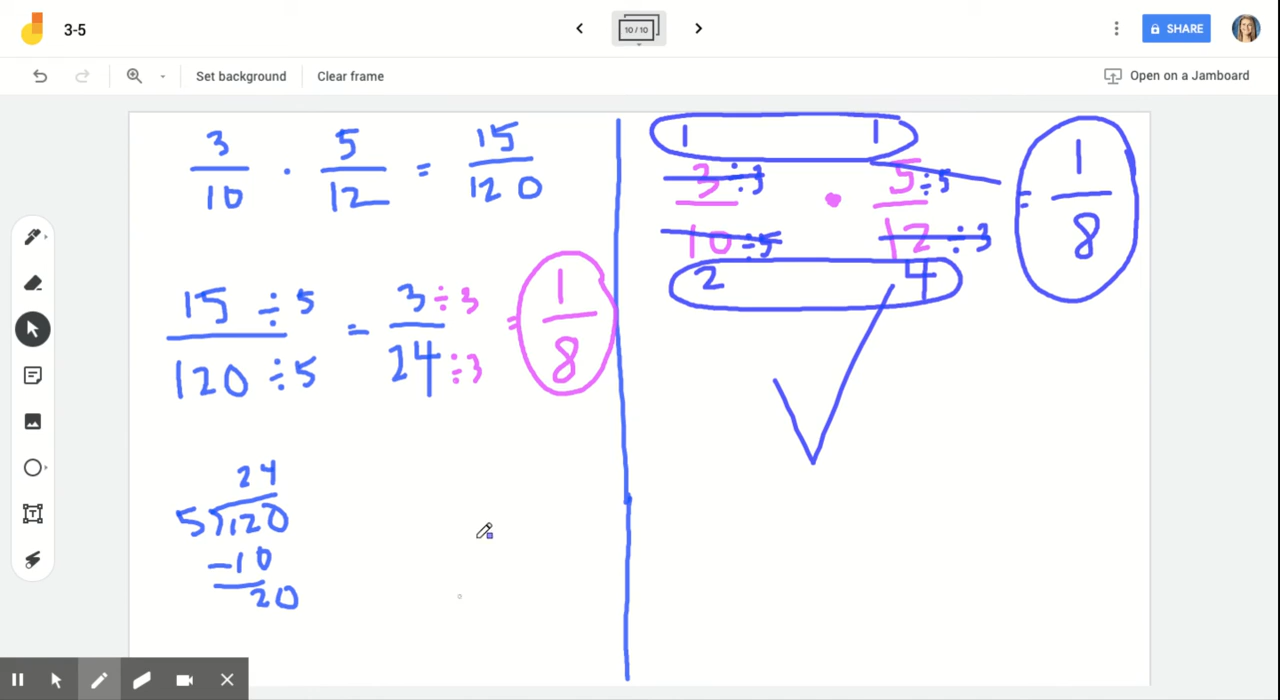 3-5
10 / 10
SHARE
Set background
Clear frame
Open on a Jamboard
3/10 · 5/12 = 15/120
15 ÷ 5 / 120 ÷ 5 = 3 ÷ 3 / 24 ÷ 3 = 1/8
24
5)120
-10
20
1 1
3 ÷ 3 · 5 ÷ 5
10 ÷ 5 12 ÷ 3
2 4
= 1/8